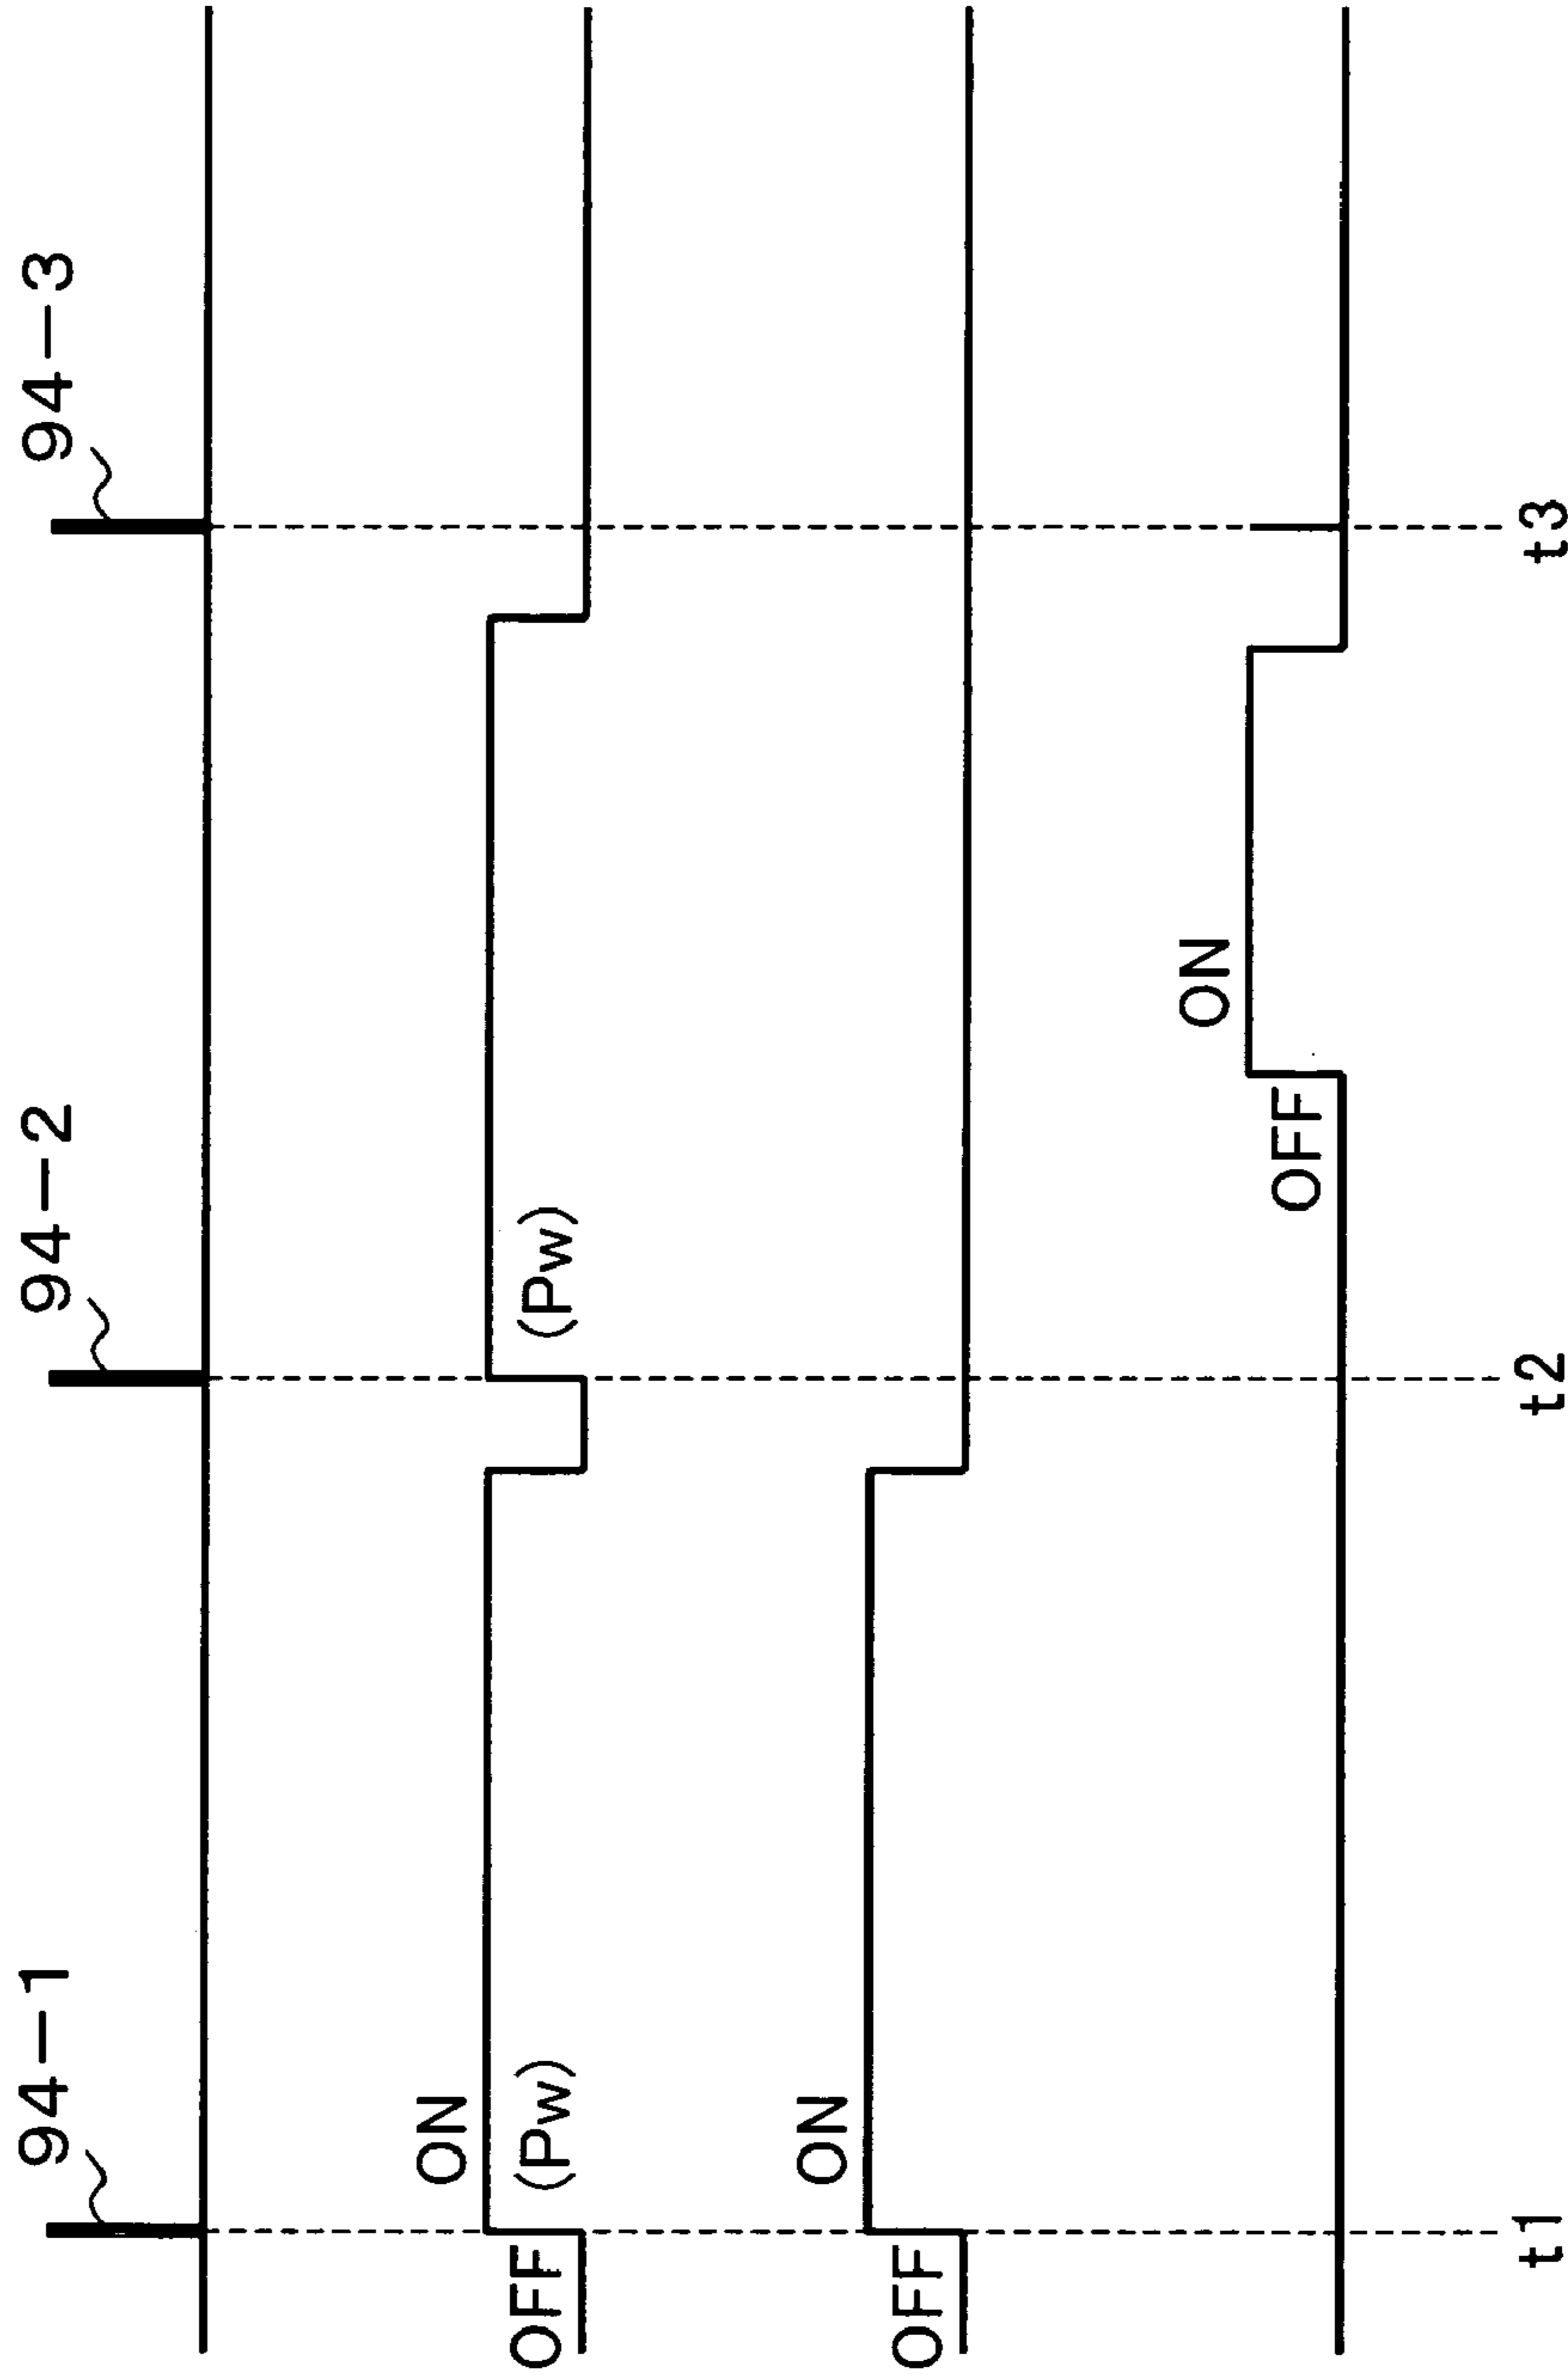 94-1
94-2
94-3
ON
OFF
(Pw)
(Pw)
ON
OFF
ON
OFF
t1
t2
t3